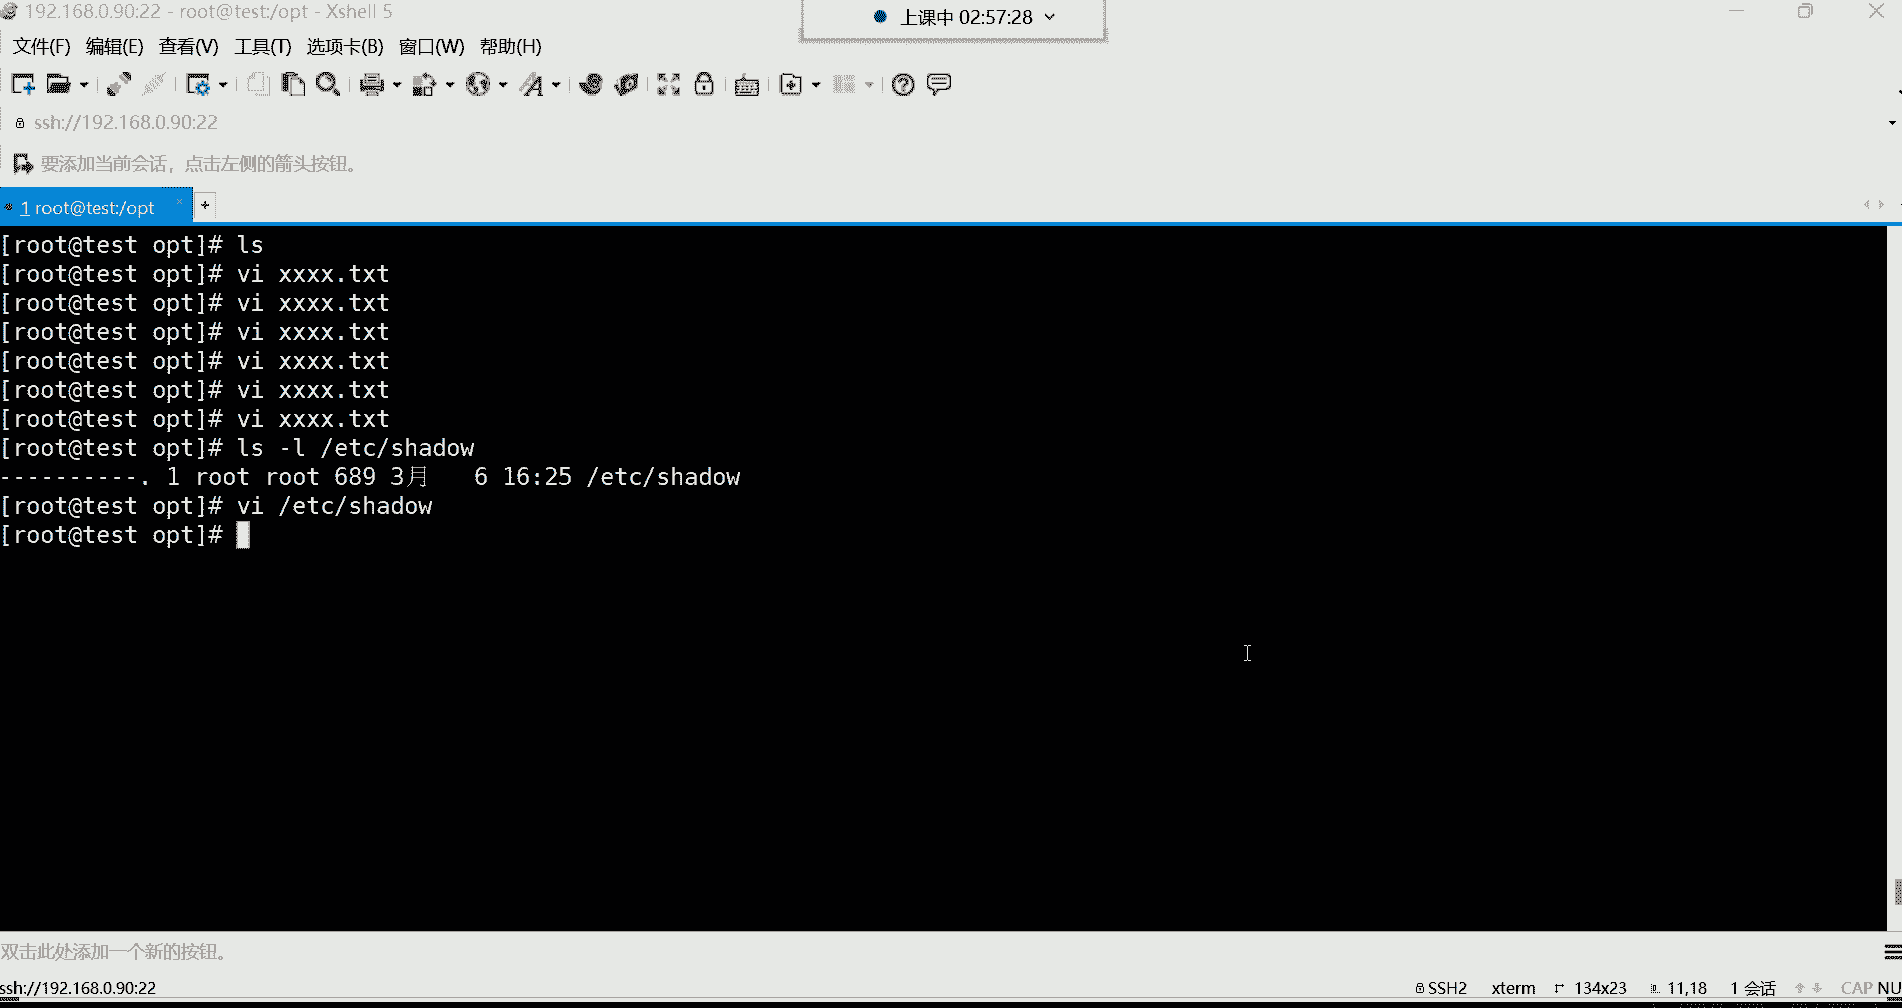 192.168.0.90:22 - root@test:/opt - Xshell 5
上课中 02:57:28
文件(F) 编辑(E) 查看(V) 工具(T) 选项卡(B) 窗口(W) 帮助(H)
ssh://192.168.0.90:22
要添加当前会话，点击左侧的箭头按钮。
1 root@test:/opt × +
[root@test opt]# ls
[root@test opt]# vi xxxx.txt
[root@test opt]# vi xxxx.txt
[root@test opt]# vi xxxx.txt
[root@test opt]# vi xxxx.txt
[root@test opt]# vi xxxx.txt
[root@test opt]# vi xxxx.txt
[root@test opt]# ls -l /etc/shadow
----------. 1 root root 689 3月   6 16:25 /etc/shadow
[root@test opt]# vi /etc/shadow
[root@test opt]#
双击此处添加一个新的按钮。
ssh://192.168.0.90:22 SSH2 xterm 134x23 11,18 1 会话 CAP NU